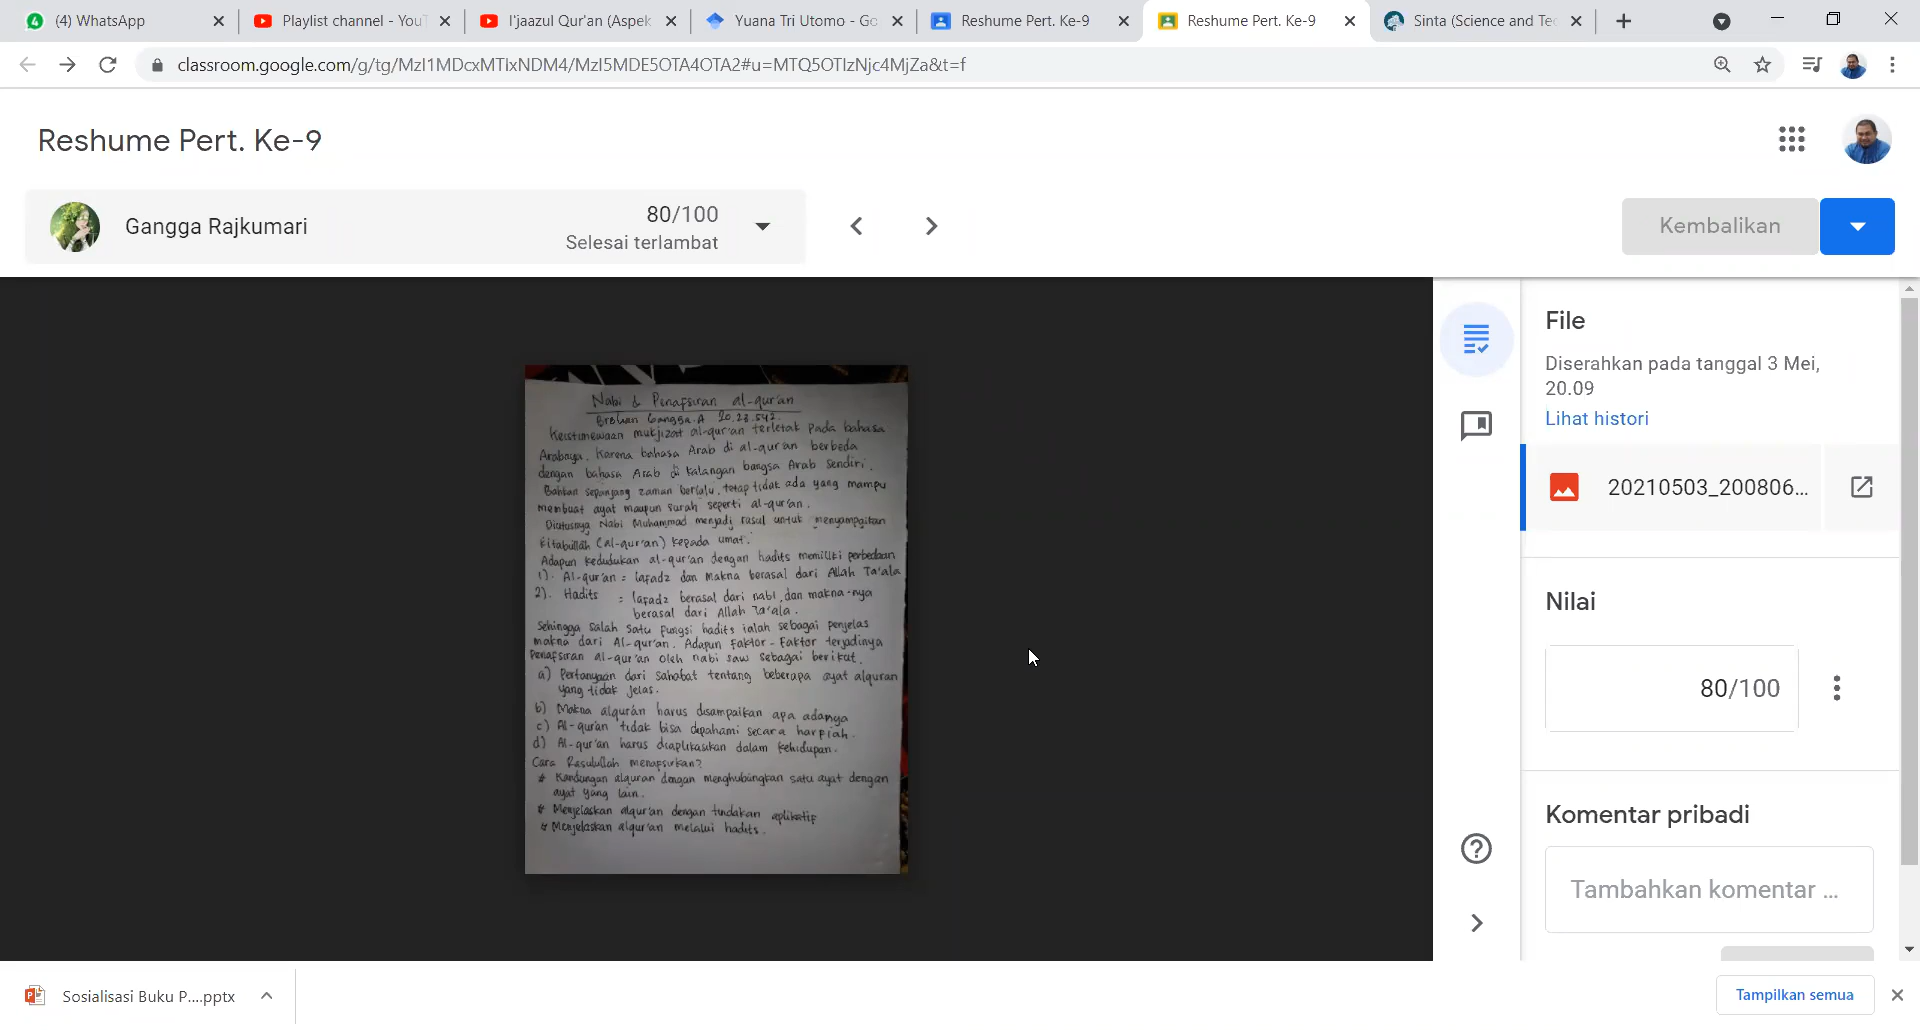 (4) WhatsApp
Playlist channel - YouT
I'jaazul Qur'an (Aspek
Yuana Tri Utomo - Go
Reshume Pert. Ke-9
Reshume Pert. Ke-9
Sinta (Science and Tec
classroom.google.com/g/tg/MzI1MDcxMTIxNDM4/MzI5MDE5OTA4OTA2#u=MTQ5OTIzNjc4MjZa&t=f
Reshume Pert. Ke-9
Gangga Rajkumari
80/100
Selesai terlambat
Kembalikan
Nabi & Penafsiran al-qur'an
Gangga.A 20.23.542.
Keistimewaan mukjizat al-qur'an terletak pada bahasa
Arabnya. Karena bahasa Arab di al-qur'an berbeda
dengan bahasa Arab di kalangan bangsa Arab sendiri.
Bahkan sepanjang zaman berlalu, tetap tidak ada yang mampu
membuat ayat maupun surah seperti al-qur'an.
Diutusnya Nabi Muhammad menjadi rasul untuk menyampaikan
kitabullah (al-qur'an) kepada umat.
Adapun kedudukan al-qur'an dengan hadits memiliki perbedaan
1). Al-qur'an = lafadz dan makna berasal dari Allah Ta'ala
2). Hadits = lafadz berasal dari nabi, dan makna-nya
berasal dari Allah Ta'ala.
Sehingga salah satu fungsi hadits ialah sebagai penjelas
makna dari Al-qur'an. Adapun faktor-faktor terjadinya
Penafsiran al-qur'an oleh nabi saw sebagai berikut.
a) Pertanyaan dari sahabat tentang beberapa ayat alquran
yang tidak jelas.
b) Makna alqurán harus disampaikan apa adanya
c) Al-qur'an tidak bisa dipahami secara harfiah.
d) Al-qur'an harus diaplikasikan dalam kehidupan.
Cara Rasulullah menafsirkan?
* Kandungan alquran dengan menghubungkan satu ayat dengan
ayat yang lain.
* Menjelaskan alqur'an dengan tindakan aplikatif
* Menjelaskan alqur'an melalui hadits.
File
Diserahkan pada tanggal 3 Mei,
20.09
Lihat histori
20210503_200806...
Nilai
80/100
Komentar pribadi
Tambahkan komentar ...
Sosialisasi Buku P....pptx
Tampilkan semua